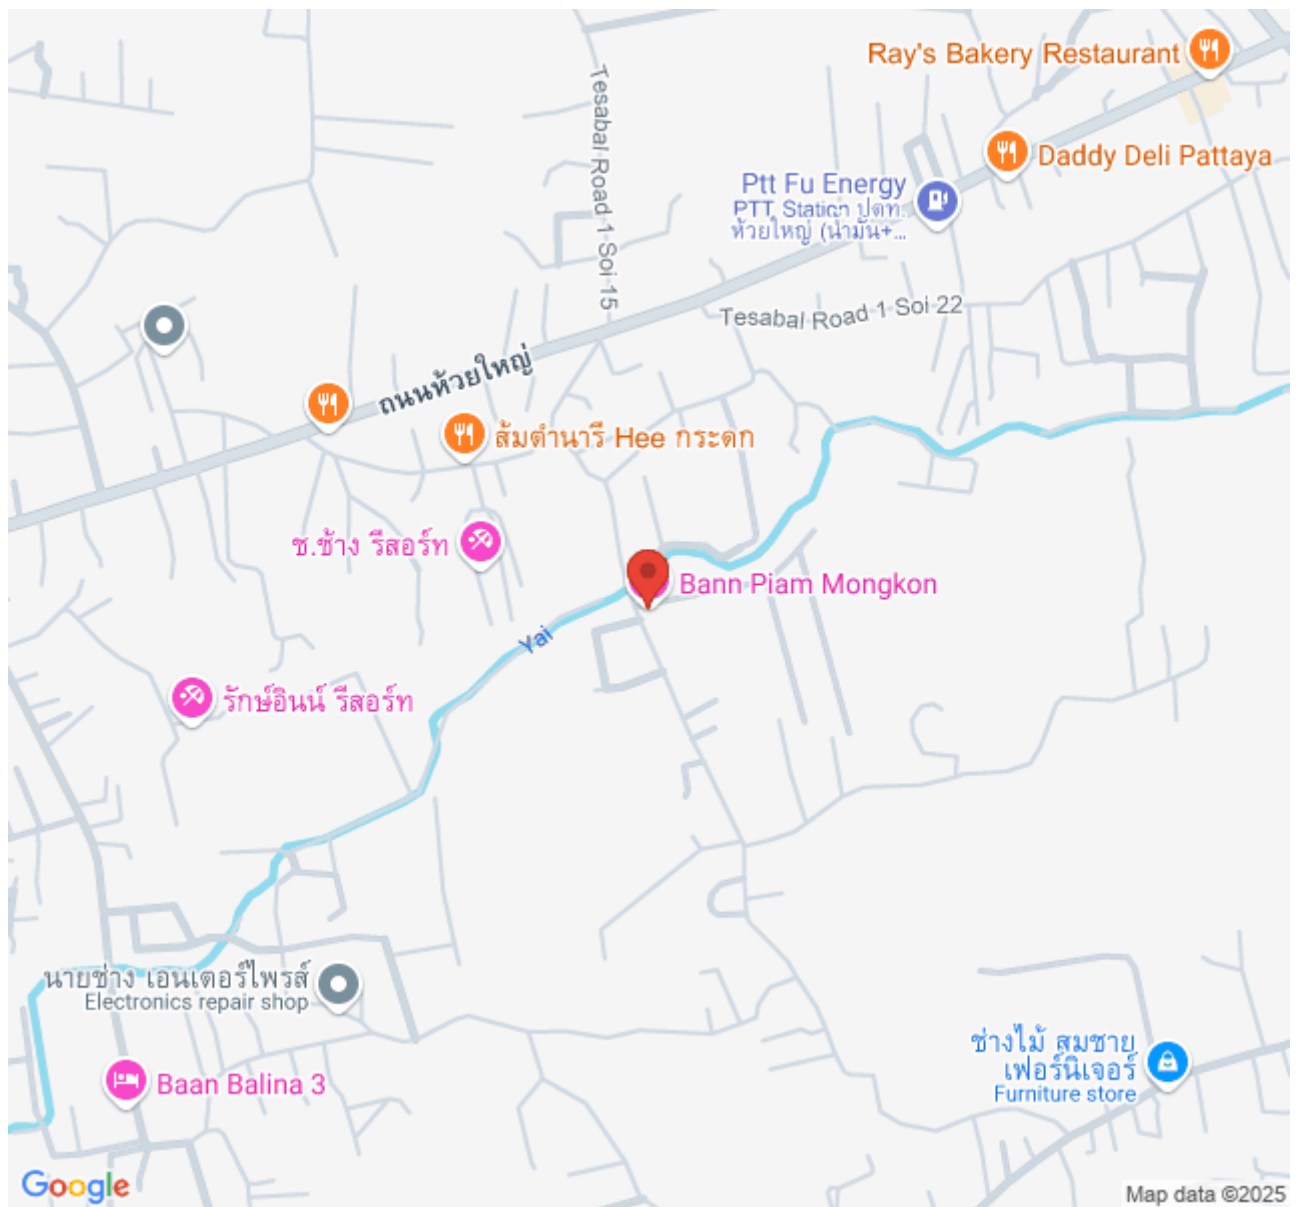 Ray's Bakery Restaurant
Daddy Deli Pattaya
Tesabal Road 1 Soi 15
Ptt Fu Energy
PTT Station ปตท.
ห้วยใหญ่ (น้ำมัน+...
Tesabal Road 1 Soi 22
ถนนห้วยใหญ่
ส้มตำนารี Hee กระดก
ช.ช้าง รีสอร์ท
Bann Piam Mongkon
Yai
รักษ์อินน์ รีสอร์ท
นายช่าง เอนเตอร์ไพรส์
Electronics repair shop
ช่างไม้ สมชาย
เฟอร์นิเจอร์
Furniture store
Baan Balina 3
Google
Map data ©2025